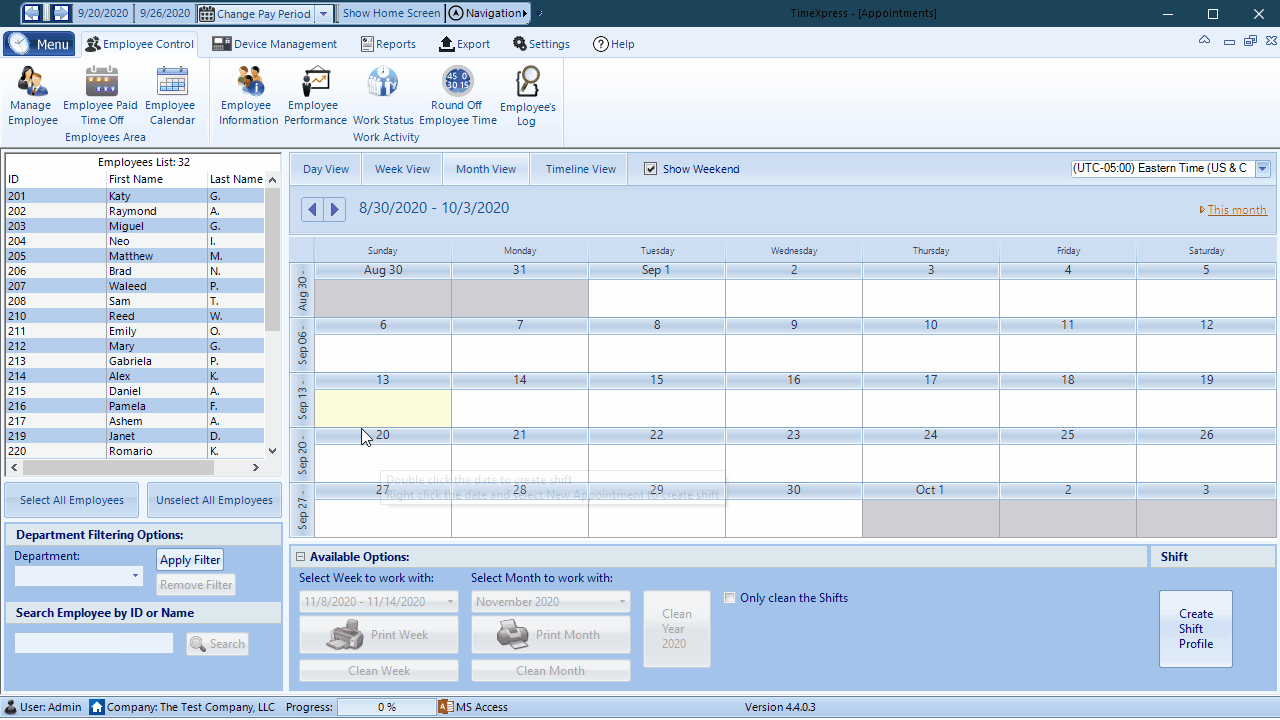 9/20/2020 9/26/2020 Change Pay Period Show Home Screen Navigation TimeXpress - [Appointments]
Menu Employee Control Device Management Reports Export Settings Help
Manage Employee
Employee Paid Time Off
Employee Calendar
Employees Area
Employee Information
Employee Performance
Work Status
Round Off Employee Time
Employee's Log
Work Activity
Employees List: 32
ID First Name Last Name
201 Katy G.
202 Raymond A.
203 Miguel G.
204 Neo I.
205 Matthew M.
206 Brad N.
207 Waleed P.
208 Sam T.
210 Reed W.
211 Emily O.
212 Mary G.
213 Gabriela P.
214 Alex K.
215 Daniel A.
216 Pamela F.
217 Ashem A.
219 Janet D.
220 Romario K.
Select All Employees Unselect All Employees
Department Filtering Options:
Department:
Apply Filter
Remove Filter
Search Employee by ID or Name
Search
Day View Week View Month View Timeline View Show Weekend (UTC-05:00) Eastern Time (US & C
8/30/2020 - 10/3/2020 This month
Sunday Monday Tuesday Wednesday Thursday Friday Saturday
Aug 30 - Aug 30 31 Sep 1 2 3 4 5
Sep 06 - 6 7 8 9 10 11 12
Sep 13 - 13 14 15 16 17 18 19
Sep 20 - 20 21 22 23 24 25 26
Double click the date to create shift
Right click the date and select New Appointment to create shift
Sep 27 - 27 28 29 30 Oct 1 2 3
Available Options:
Select Week to work with: Select Month to work with:
11/8/2020 - 11/14/2020 November 2020
Print Week Print Month
Clean Week Clean Month
Clean Year 2020
Only clean the Shifts
Shift
Create Shift Profile
User: Admin Company: The Test Company, LLC Progress: 0 % MS Access Version 4.4.0.3